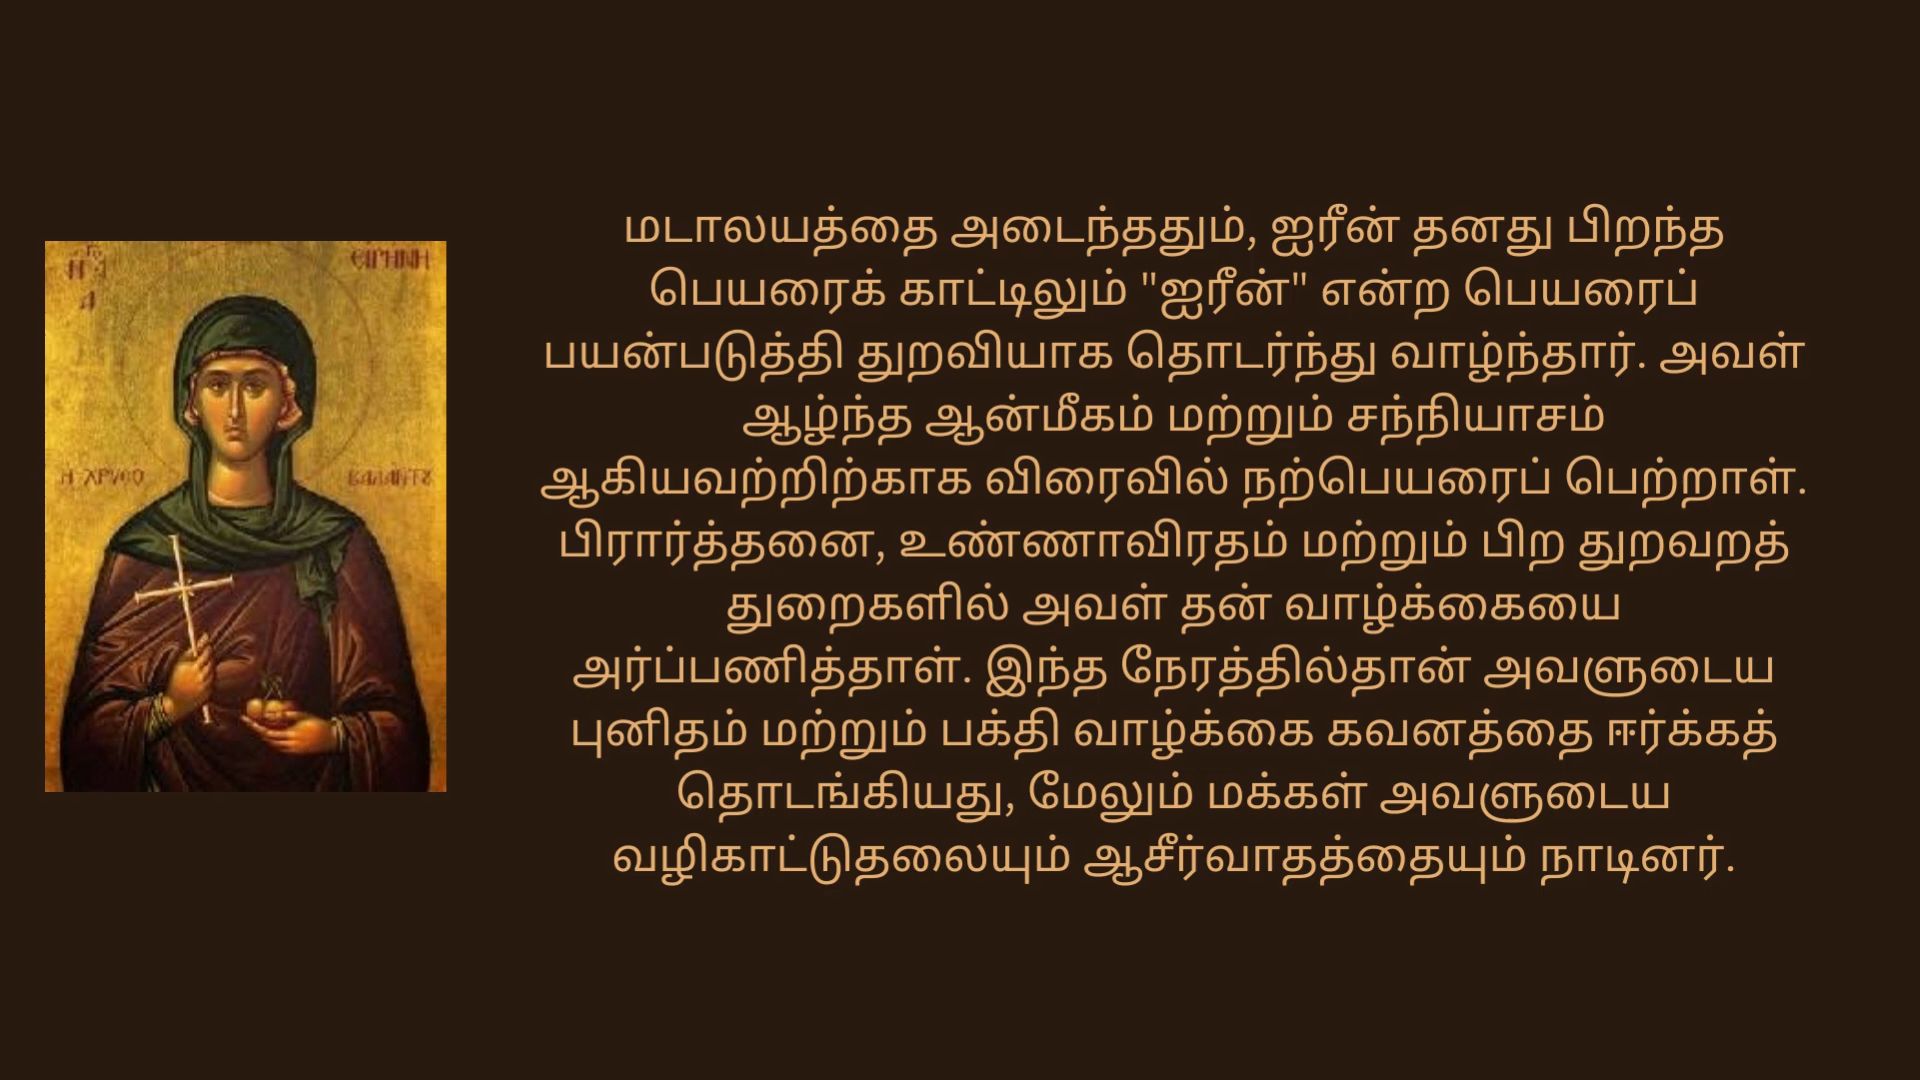 ΕΙΡΗΝΗ
Η ΧΡΥСΟ
மடாலயத்தை அடைந்ததும், ஐரீன் தனது பிறந்த
பெயரைக் காட்டிலும் "ஐரீன்" என்ற பெயரைப்
பயன்படுத்தி துறவியாக தொடர்ந்து வாழ்ந்தார். அவள்
ஆழ்ந்த ஆன்மீகம் மற்றும் சந்நியாசம்
ஆகியவற்றிற்காக விரைவில் நற்பெயரைப் பெற்றாள்.
பிரார்த்தனை, உண்ணாவிரதம் மற்றும் பிற துறவறத்
துறைகளில் அவள் தன் வாழ்க்கையை
அர்ப்பணித்தாள். இந்த நேரத்தில்தான் அவளுடைய
புனிதம் மற்றும் பக்தி வாழ்க்கை கவனத்தை ஈர்க்கத்
தொடங்கியது, மேலும் மக்கள் அவளுடைய
வழிகாட்டுதலையும் ஆசீர்வாதத்தையும் நாடினர்.